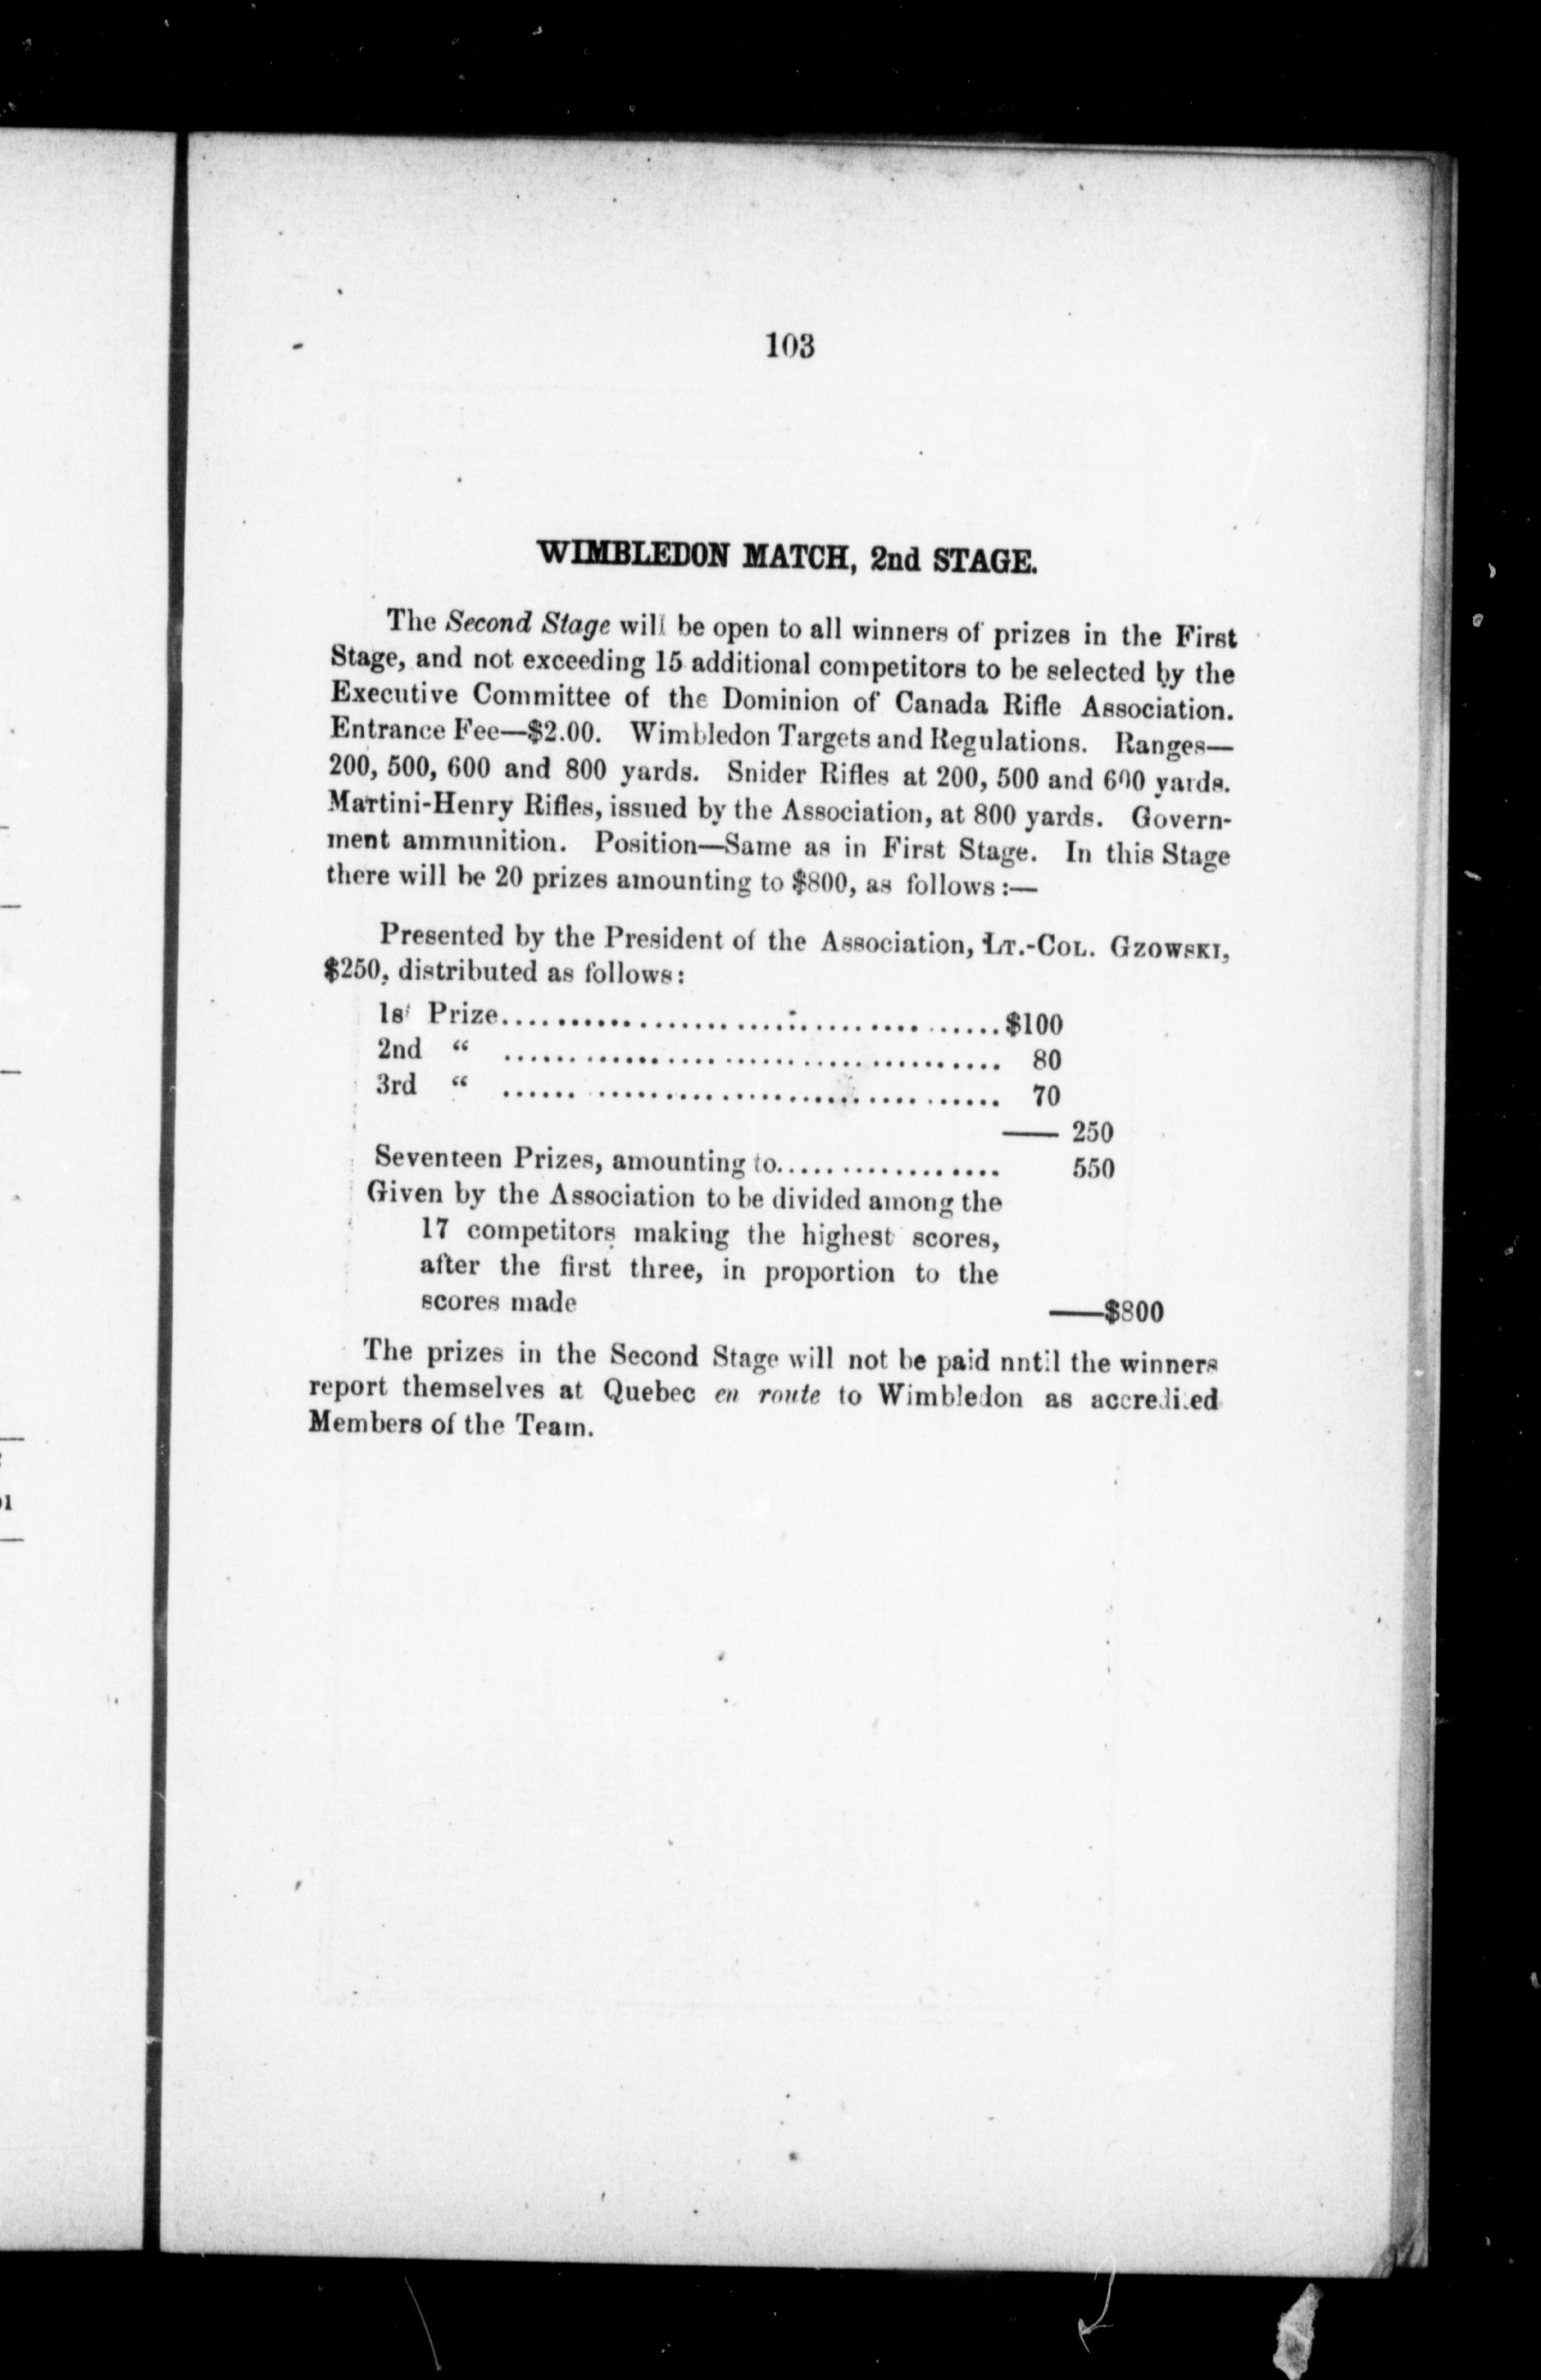 103
WIMBLEDON MATCH, 2nd STAGE.
The Second Stage will be open to all winners of prizes in the First
Stage, and not exceeding 15 additional competitors to be selected by the
Executive Committee of the Dominion of Canada Rifle Association.
Entrance Fee—$2.00. Wimbledon Targets and Regulations. Ranges—
200, 500, 600 and 800 yards. Snider Rifles at 200, 500 and 600 yards.
Martini-Henry Rifles, issued by the Association, at 800 yards. Govern-
ment ammunition. Position—Same as in First Stage. In this Stage
there will be 20 prizes amounting to $800, as follows:—
Presented by the President of the Association, LT.-COL. GZOWSKI,
$250, distributed as follows:
1st Prize.................................................$100
2nd “ ................................................. 80
3rd “ ................................................. 70
—— 250
Seventeen Prizes, amounting to.................. 550
Given by the Association to be divided among the
17 competitors making the highest scores,
after the first three, in proportion to the
scores made ——$800
The prizes in the Second Stage will not be paid nntil the winners
report themselves at Quebec en route to Wimbledon as accredited
Members of the Team.